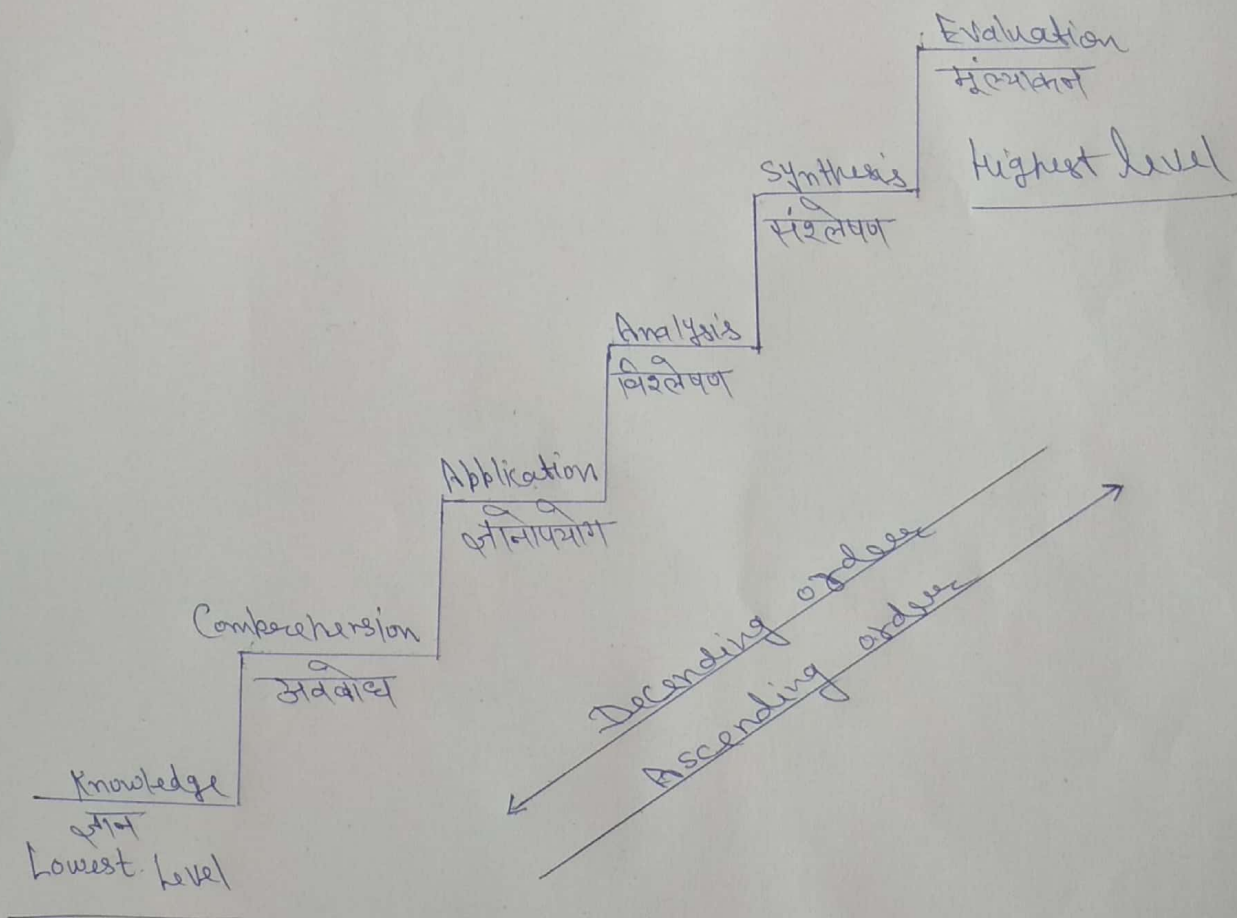 Evaluation
मूंल्याकन
Highest level
Synthesis
संश्लेषण
Analysis
विश्लेषण
Application
ज्ञानोपयोग
Comprehension
अवबोध
Decending order
Ascending order
Knowledge
ज्ञान
Lowest Level